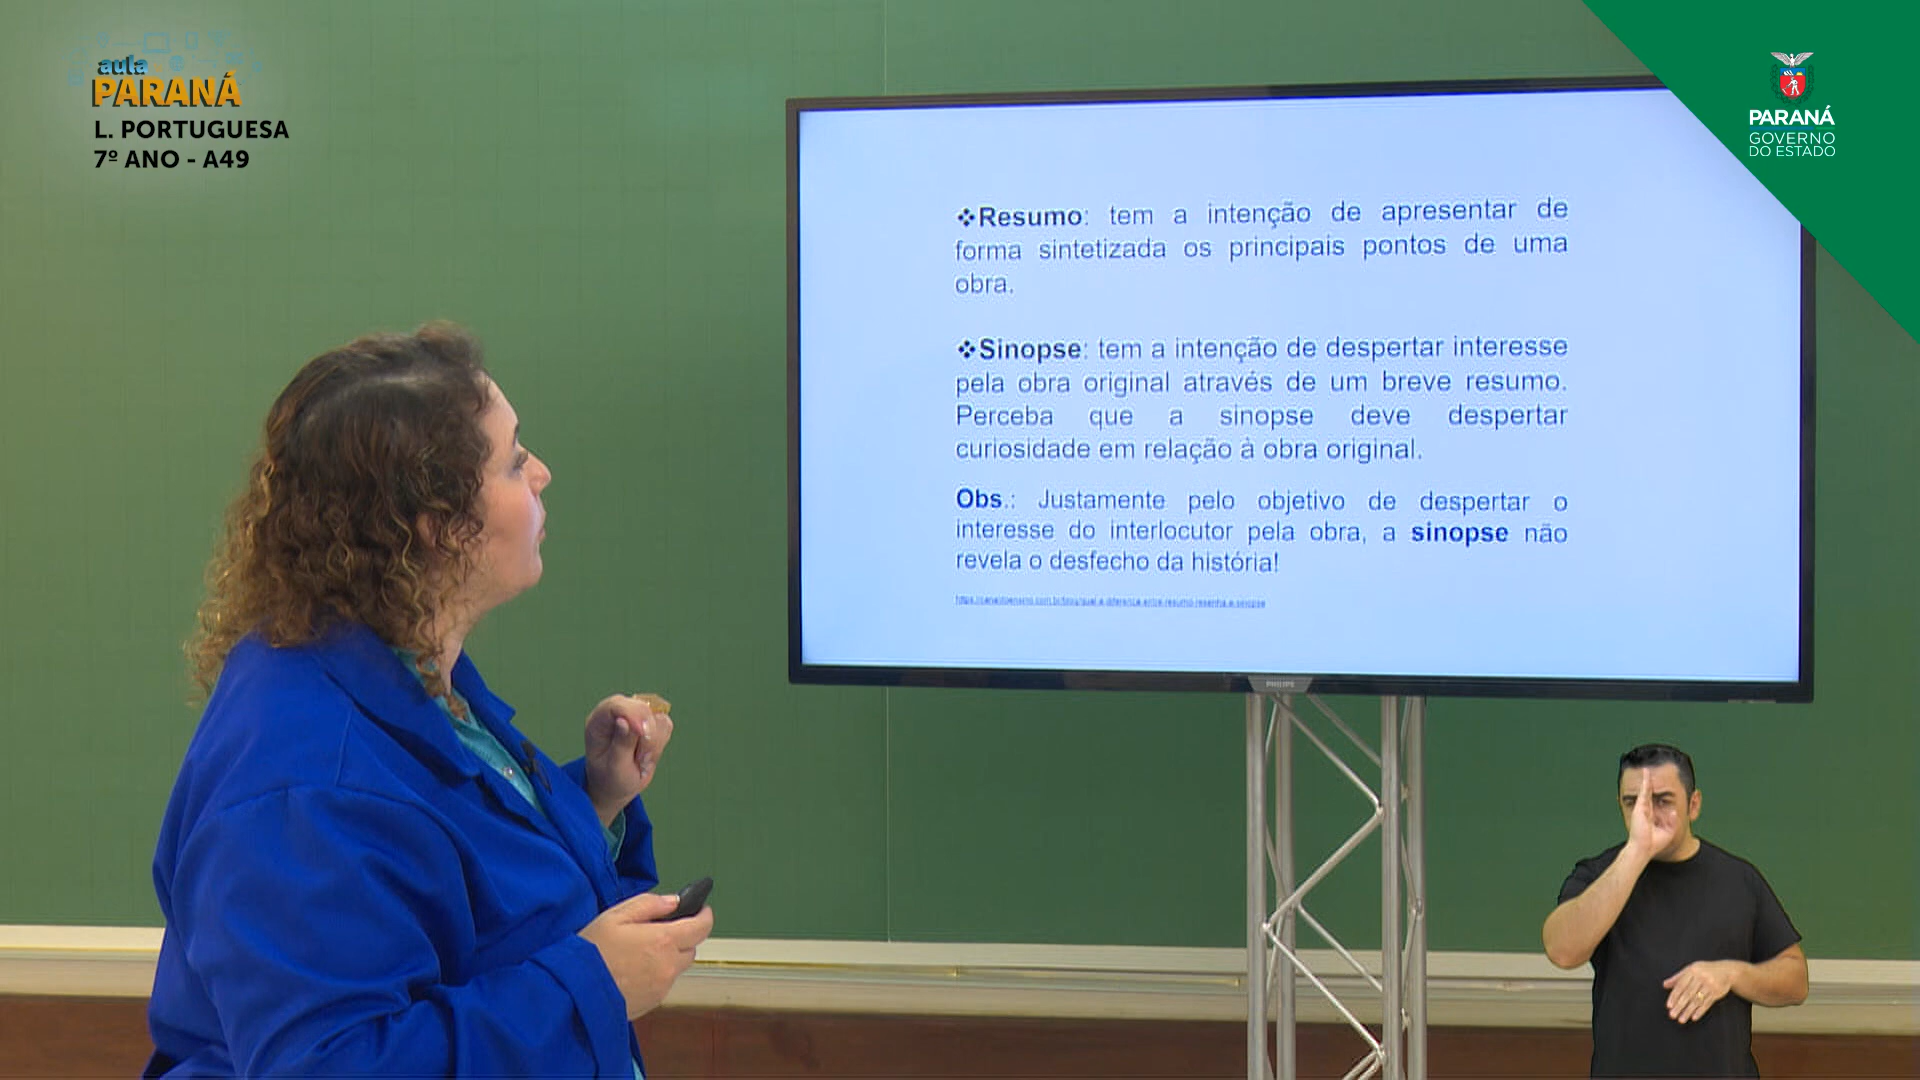 aula
PARANÁ
L. PORTUGUESA
7º ANO - A49
PARANÁ
GOVERNO
DO ESTADO
❖Resumo: tem a intenção de apresentar de
forma sintetizada os principais pontos de uma
obra.
❖Sinopse: tem a intenção de despertar interesse
pela obra original através de um breve resumo.
Perceba que a sinopse deve despertar
curiosidade em relação à obra original.
Obs.: Justamente pelo objetivo de despertar o
interesse do interlocutor pela obra, a sinopse não
revela o desfecho da história!
PHILIPS